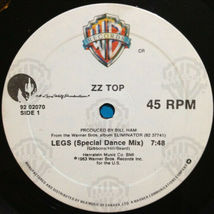 CR
ZZ TOP
92 02070
SIDE 1
45 RPM
PRODUCED BY BILL HAM
From the Warner Bros. album ELIMINATOR (92 37741)
LEGS (Special Dance Mix) 7:48
(Gibbons/Hill/Beard)
Hamstein Music Co. BMI
℗1983 Warner Bros. Records Inc.
for the U.S.